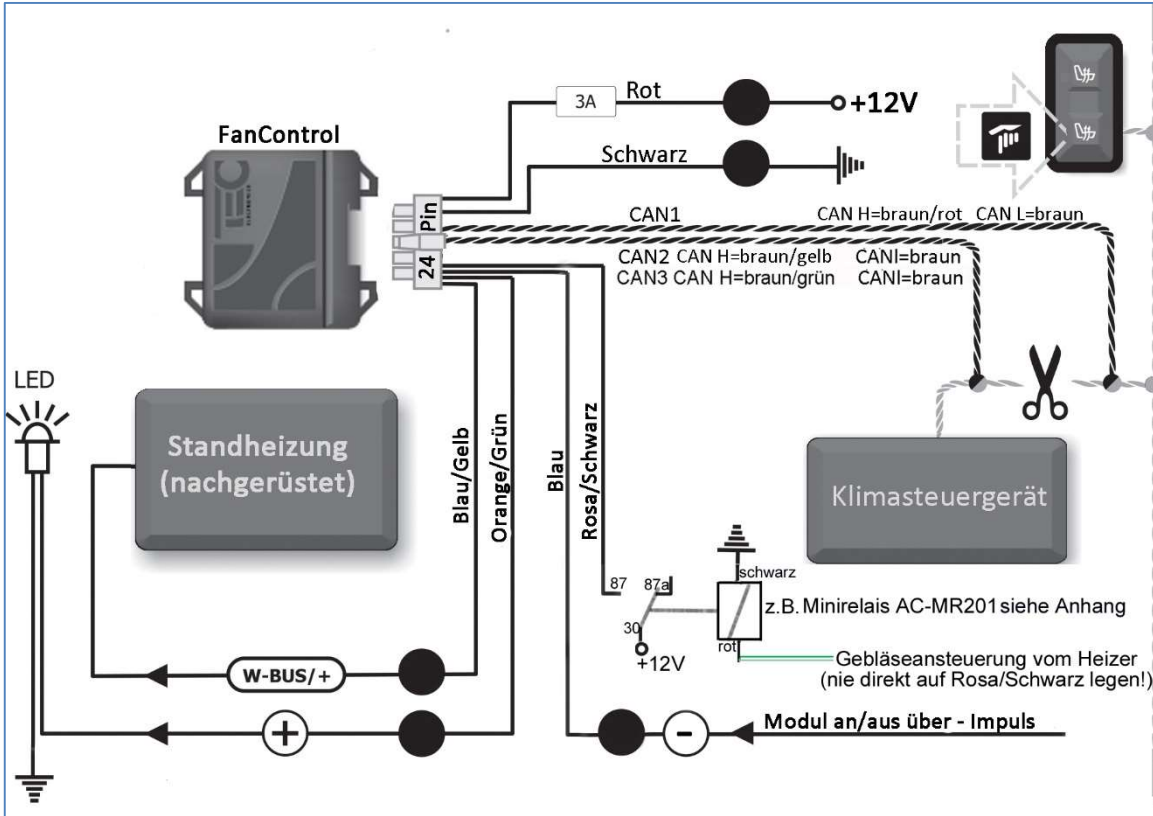 FanControl
3A
Rot
+12V
Schwarz
Pin
24
CAN1 CAN H=braun/rot CAN L=braun
CAN2 CAN H=braun/gelb CANl=braun
CAN3 CAN H=braun/grün CANl=braun
LED
Standheizung
(nachgerüstet)
Blau/Gelb
Orange/Grün
Blau
Rosa/Schwarz
Klimasteuergerät
schwarz
87 87a
z.B. Minirelais AC-MR201 siehe Anhang
30
rot
+12V
Gebläseansteuerung vom Heizer
(nie direkt auf Rosa/Schwarz legen!)
W-BUS/+
+
-
Modul an/aus über - Impuls